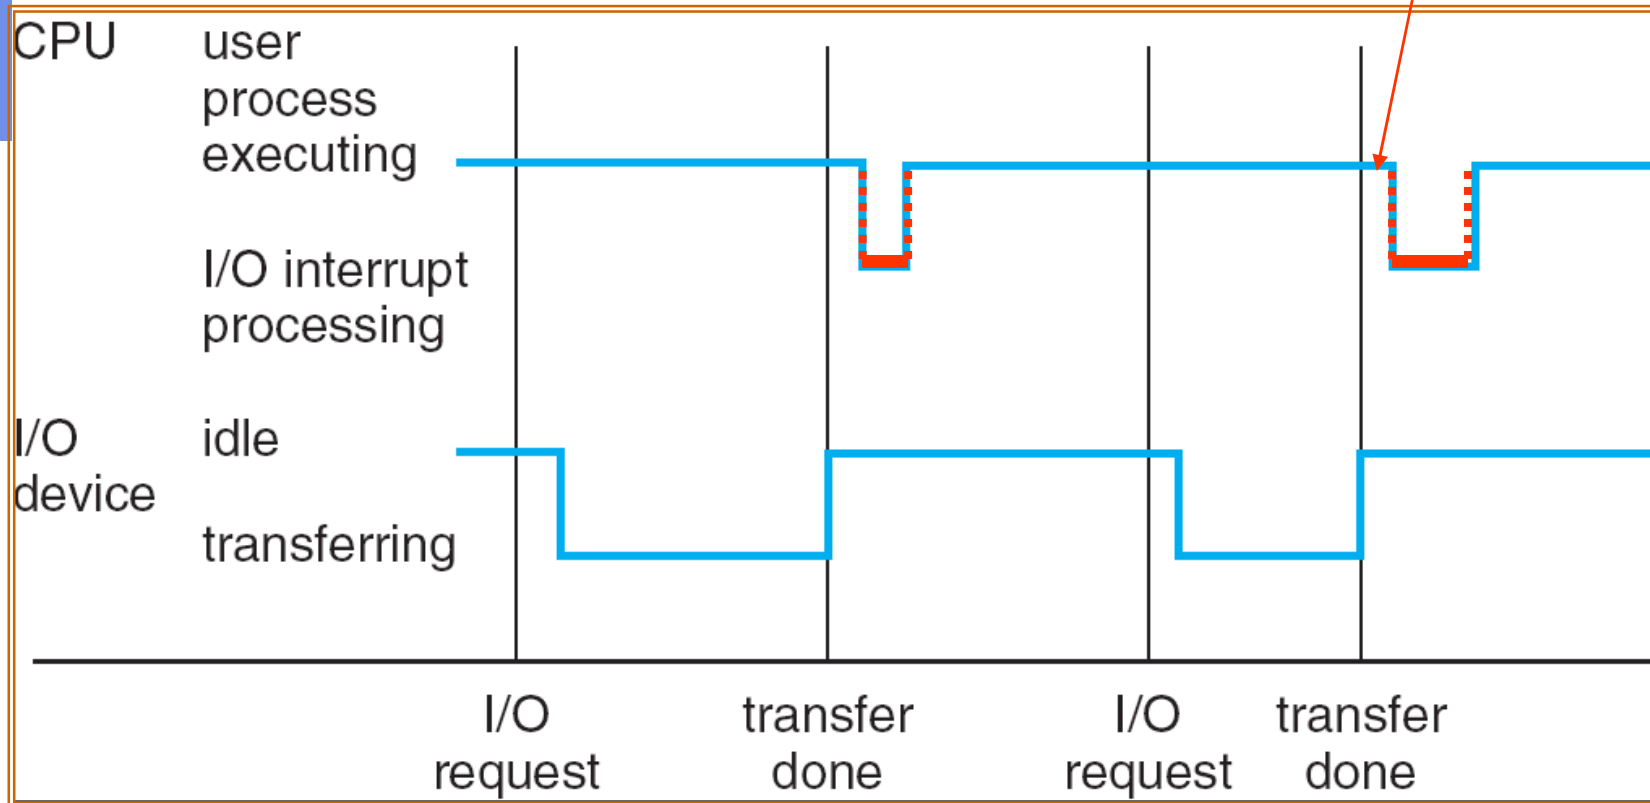 CPU
user
process
executing
I/O interrupt
processing
I/O
device
idle
transferring
I/O
request
transfer
done
I/O
request
transfer
done